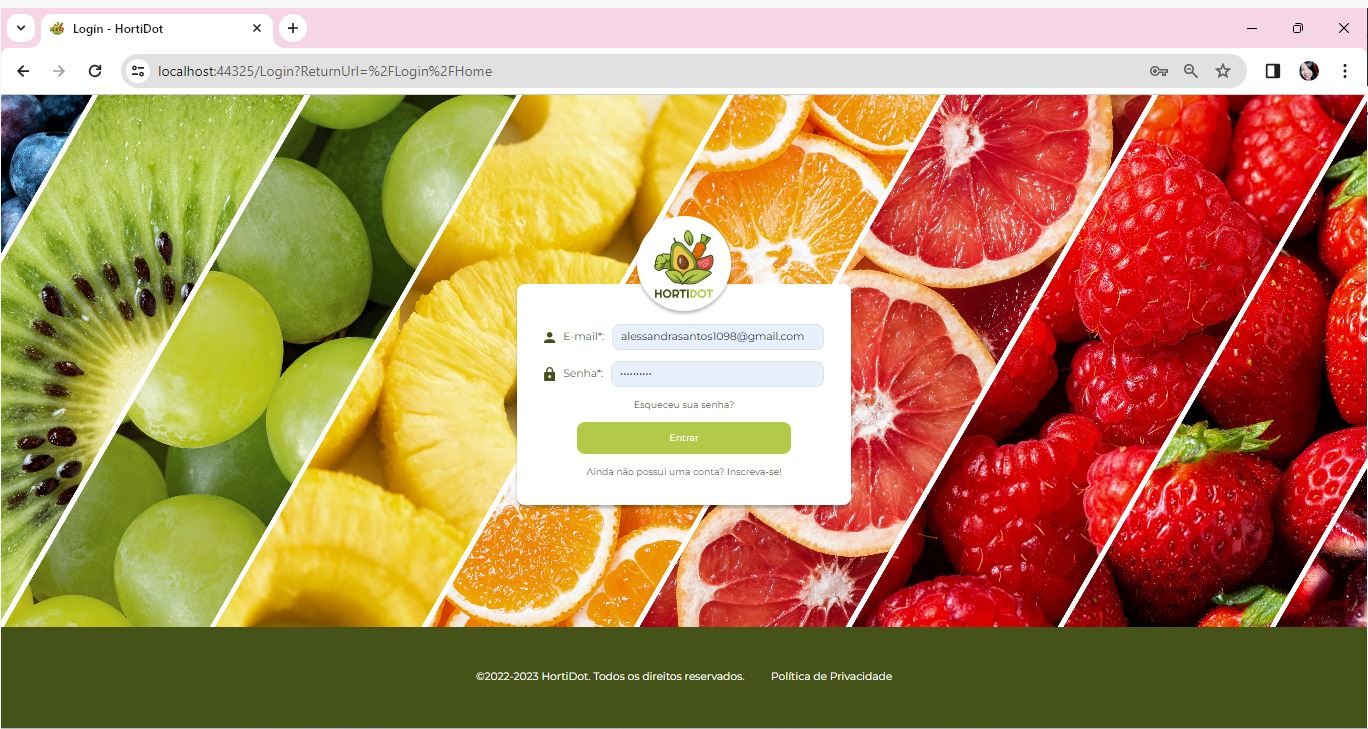 Login - HortiDot
localhost:44325/Login?ReturnUrl=%2FLogin%2FHome
HORTIDOT
E-mail*: alessandrasantos1098@gmail.com
Senha*: ··········
Esqueceu sua senha?
Entrar
Ainda não possui uma conta? Inscreva-se!
©2022-2023 HortiDot. Todos os direitos reservados. Política de Privacidade